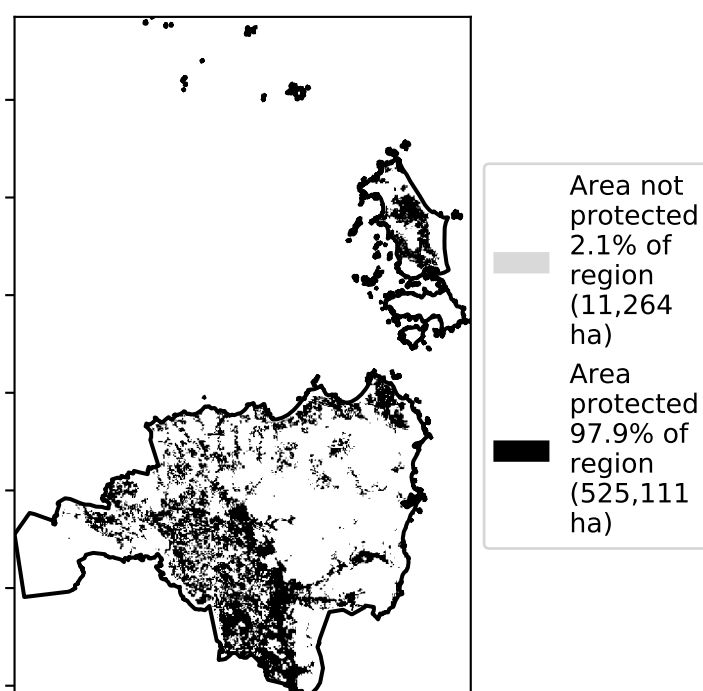 Area not
protected
2.1% of
region
(11,264
ha)
Area
protected
97.9% of
region
(525,111
ha)